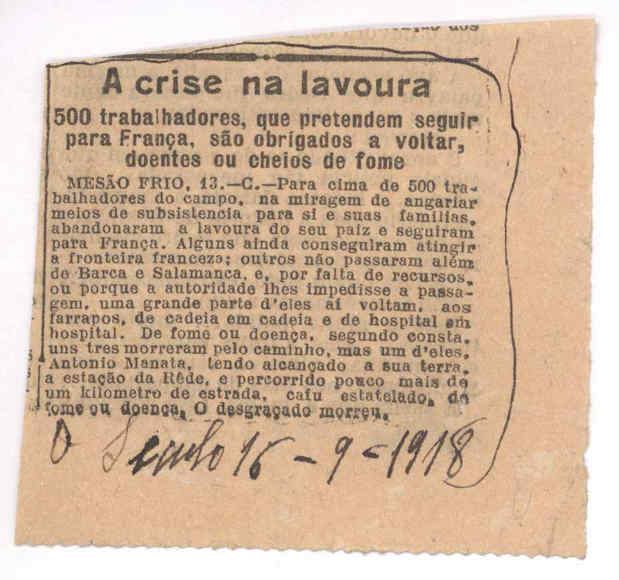 A crise na lavoura
500 trabalhadores, que pretendem seguir
para França, são obrigados a voltar,
doentes ou cheios de fome
MESÃO FRIO, 13.—C.—Para cima de 500 tra-
balhadores do campo, na miragem de angariar
meios de subsistencia para si e suas familias,
abandonaram a lavoura do seu paiz e seguiram
para França. Alguns ainda conseguiram atingir
a fronteira franceza; outros não passaram além
de Barca e Salamanca, e, por falta de recursos,
ou porque a autoridade lhes impedisse a passa-
gem, uma grande parte d'eles aí voltam, aos
farrapos, de cadeia em cadeia e de hospital em
hospital. De fome ou doença, segundo consta,
uns tres morreram pelo caminho, mas um d'eles,
Antonio Manata, tendo alcançado a sua terra,
a estação da Rêde, e percorrido pouco mais de
um kilometro de estrada, caíu estatelado, de
fome ou doença. O desgraçado morreu.
O Seculo 16-9-1918